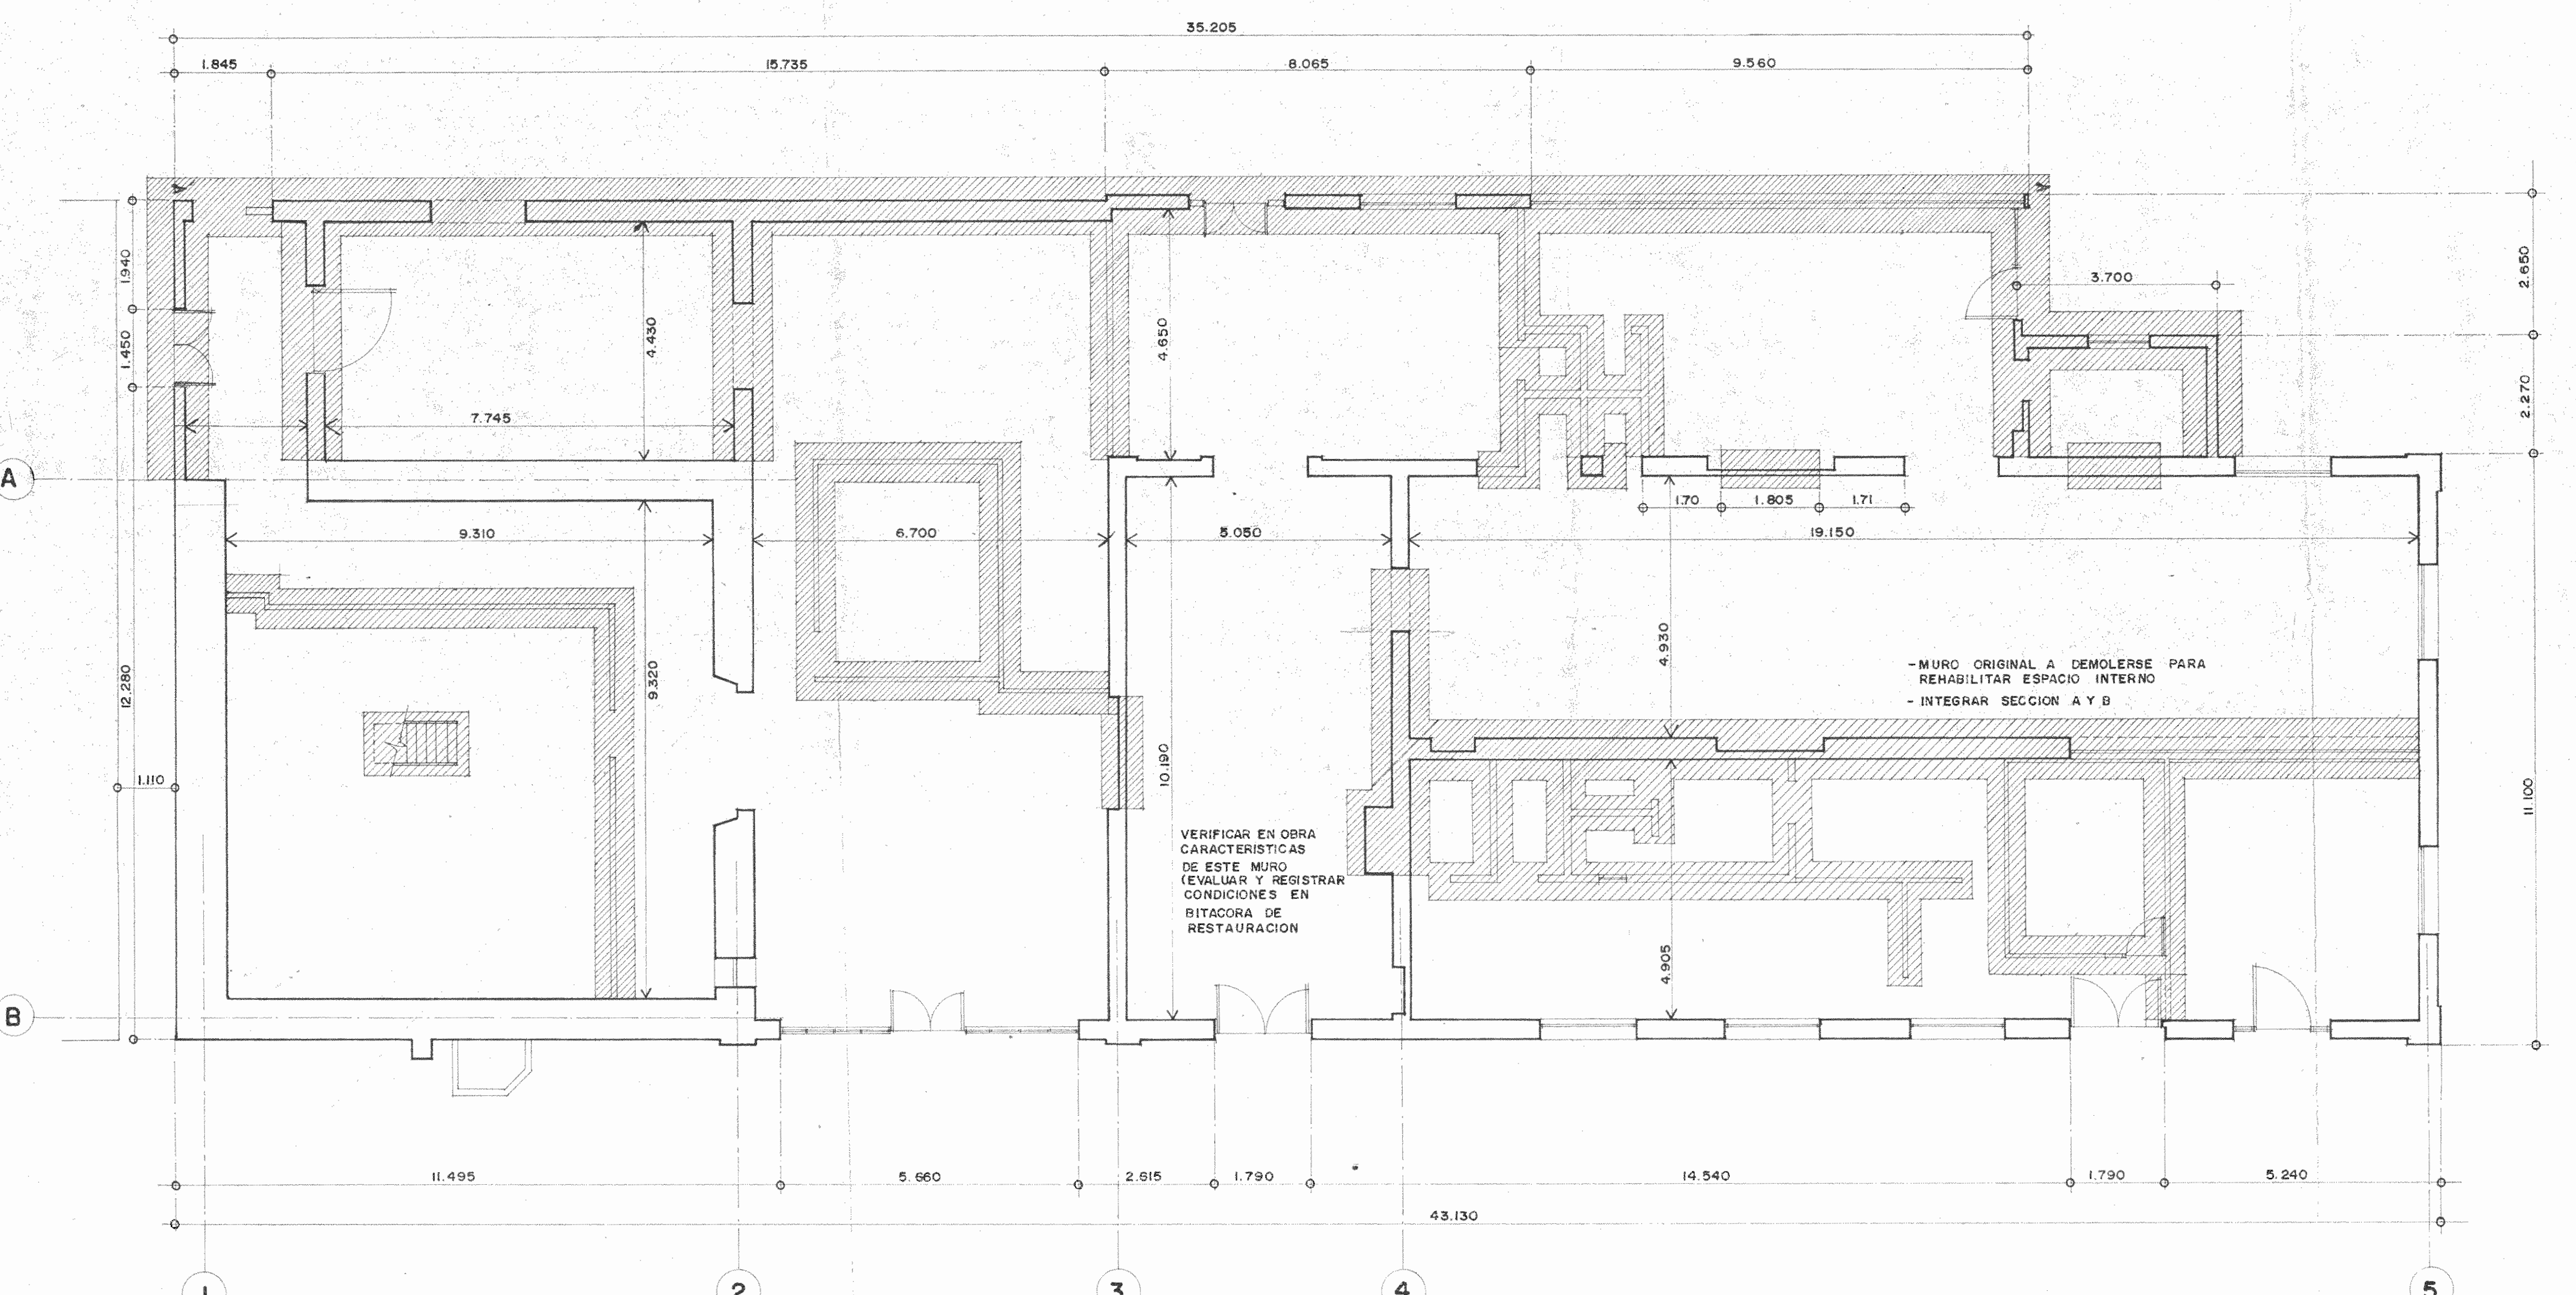 35.205
1.845 15.735 8.065 9.560
A A
1.940
1.450
12.280
1.110
4.430
7.745
4.650
3.700
2.650
2.270
11.100
A
1.70 1.805 1.71
9.310 6.700 5.050 19.150
9.320
10.190
4.930
-MURO ORIGINAL A DEMOLERSE PARA
REHABILITAR ESPACIO INTERNO
- INTEGRAR SECCION A Y B
VERIFICAR EN OBRA
CARACTERISTICAS
DE ESTE MURO
(EVALUAR Y REGISTRAR
CONDICIONES EN
BITACORA DE
RESTAURACION
4.905
B
11.495 5.660 2.615 1.790 14.540 1.790 5.240
43.130
1 2 3 4 5